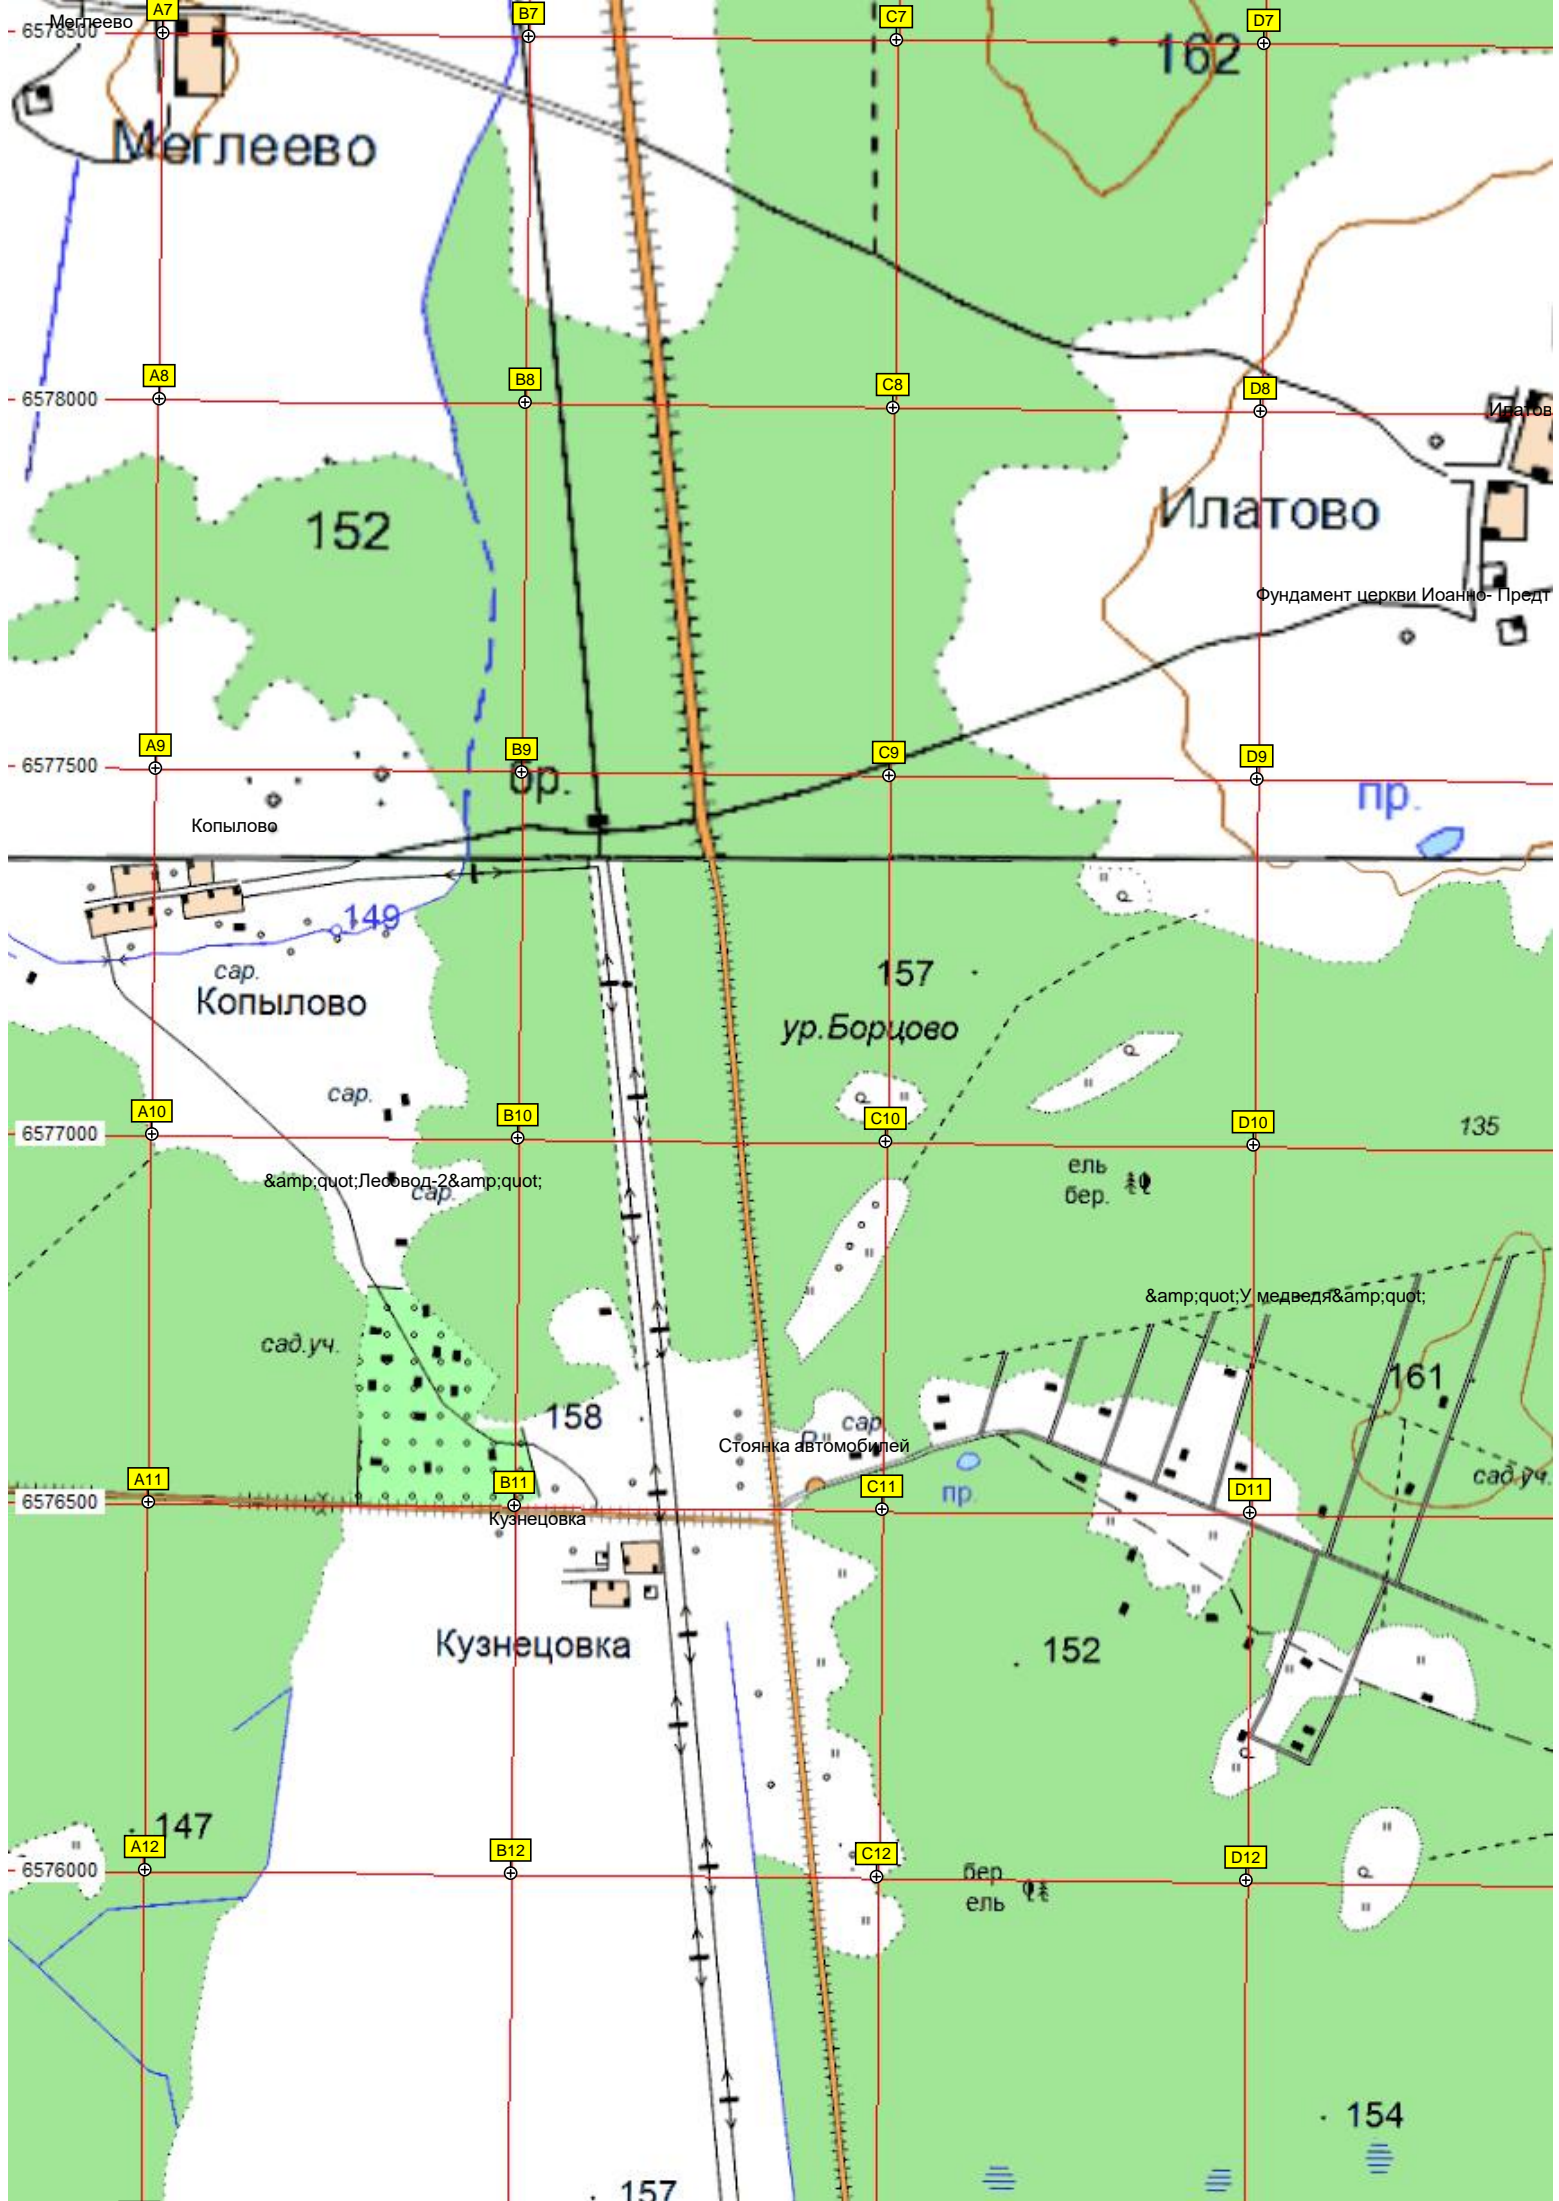 A7
B7
C7
D7
Меглеево
6578500
162
Меглеево
A8
B8
C8
D8
6578000
152
Илатово
Фундамент церкви Иоанно- Предт
A9
B9
C9
D9
6577500
бр.
пр.
Копылово
149
сар.
157
Копылово
ур.Борцово
сар.
A10
B10
C10
D10
6577000
135
ель
бер.
&amp;quot;Лесовод-2&amp;quot;
сар.
&amp;quot;У медведя&amp;quot;
сад.уч.
161
158
сар.
Стоянка автомобилей
A11
B11
C11
D11
6576500
пр.
сад.уч.
Кузнецовка
Кузнецовка
152
147
A12
B12
C12
D12
6576000
бер
ель
154
157